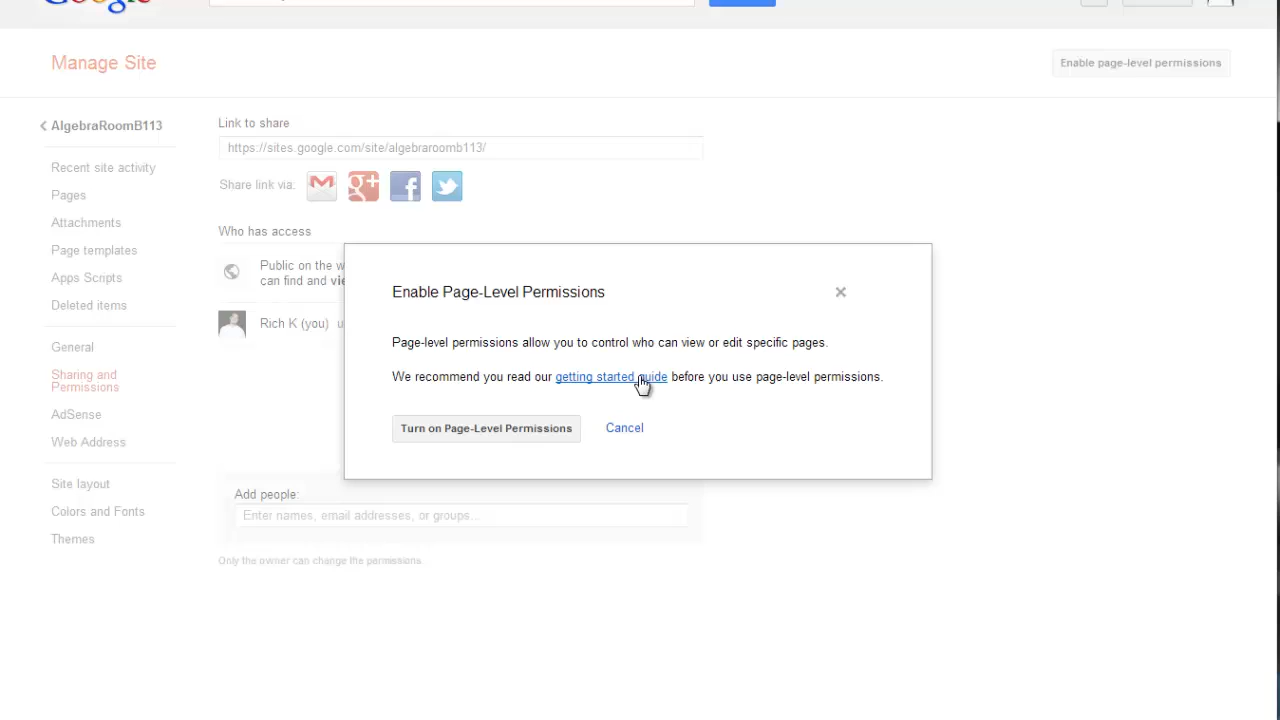 Google
Manage Site
Enable page-level permissions
AlgebraRoomB113
Recent site activity
Pages
Attachments
Page templates
Apps Scripts
Deleted items
General
Sharing and
Permissions
AdSense
Web Address
Site layout
Colors and Fonts
Themes
Link to share
https://sites.google.com/site/algebraroomb113/
Share link via:
Who has access
Public on the w
can find and vie
Rich K (you)
Enable Page-Level Permissions
Page-level permissions allow you to control who can view or edit specific pages.
We recommend you read our getting started guide before you use page-level permissions.
Turn on Page-Level Permissions
Cancel
Add people:
Enter names, email addresses, or groups...
Only the owner can change the permissions